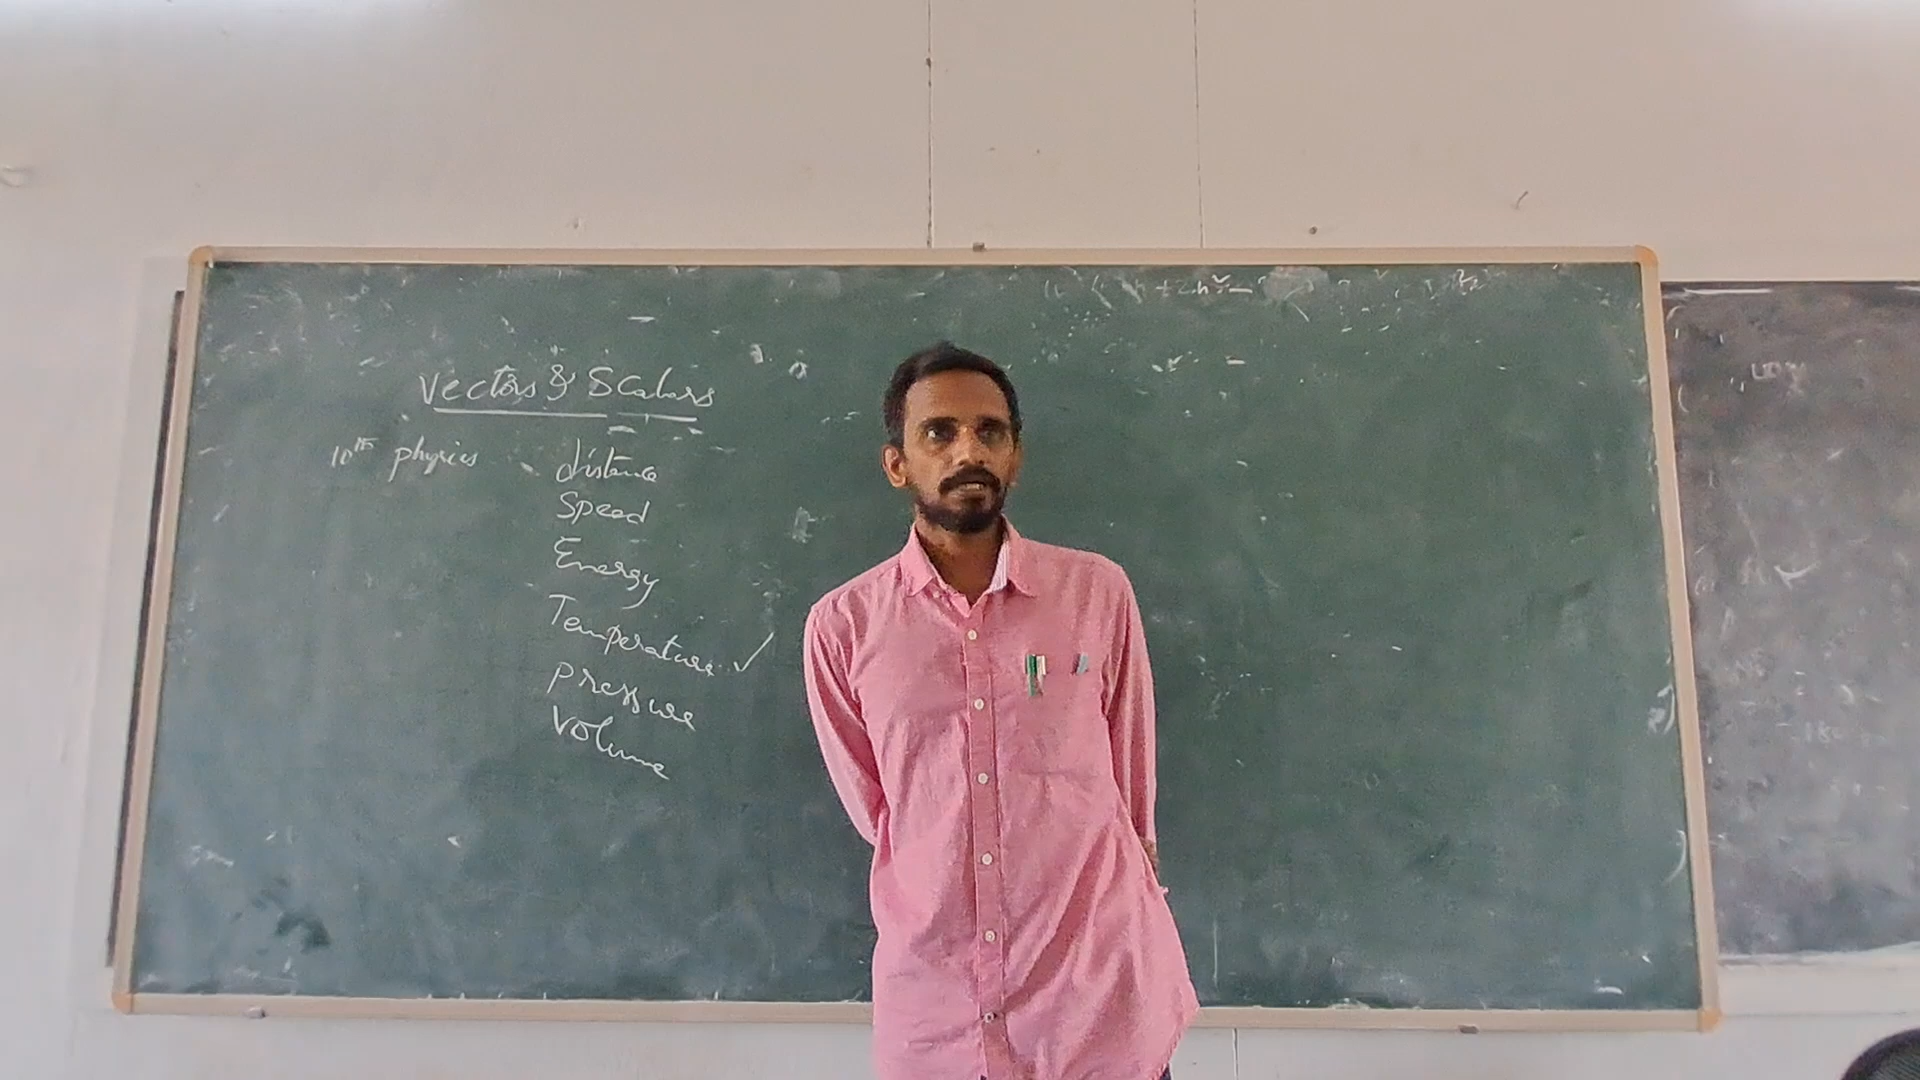 Vectors & Scalars
10th physics
distance
Speed
Energy
Temperature ✓
pressure
Volume